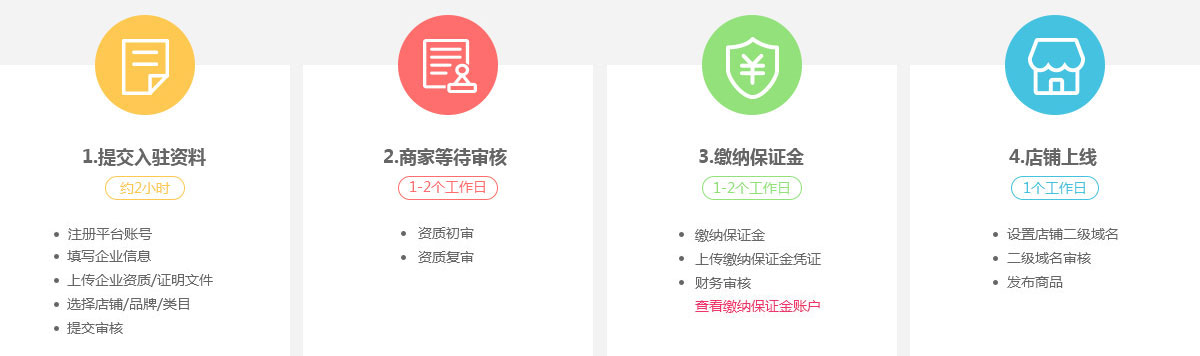 1.提交入驻资料
约2小时
注册平台账号
填写企业信息
上传企业资质/证明文件
选择店铺/品牌/类目
提交审核
2.商家等待审核
1-2个工作日
资质初审
资质复审
¥
3.缴纳保证金
1-2个工作日
缴纳保证金
上传缴纳保证金凭证
财务审核
查看缴纳保证金账户
4.店铺上线
1个工作日
设置店铺二级域名
二级域名审核
发布商品